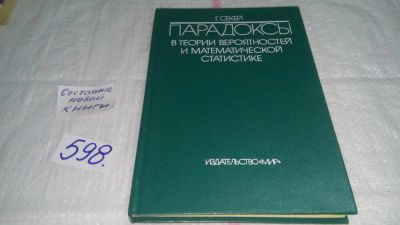 Г. СЕКЕЙ
ПАРАДОКСЫ
В ТЕОРИИ ВЕРОЯТНОСТЕЙ
И МАТЕМАТИЧЕСКОЙ
СТАТИСТИКЕ
ИЗДАТЕЛЬСТВО «МИР»
Состояние
новой
книги
598.